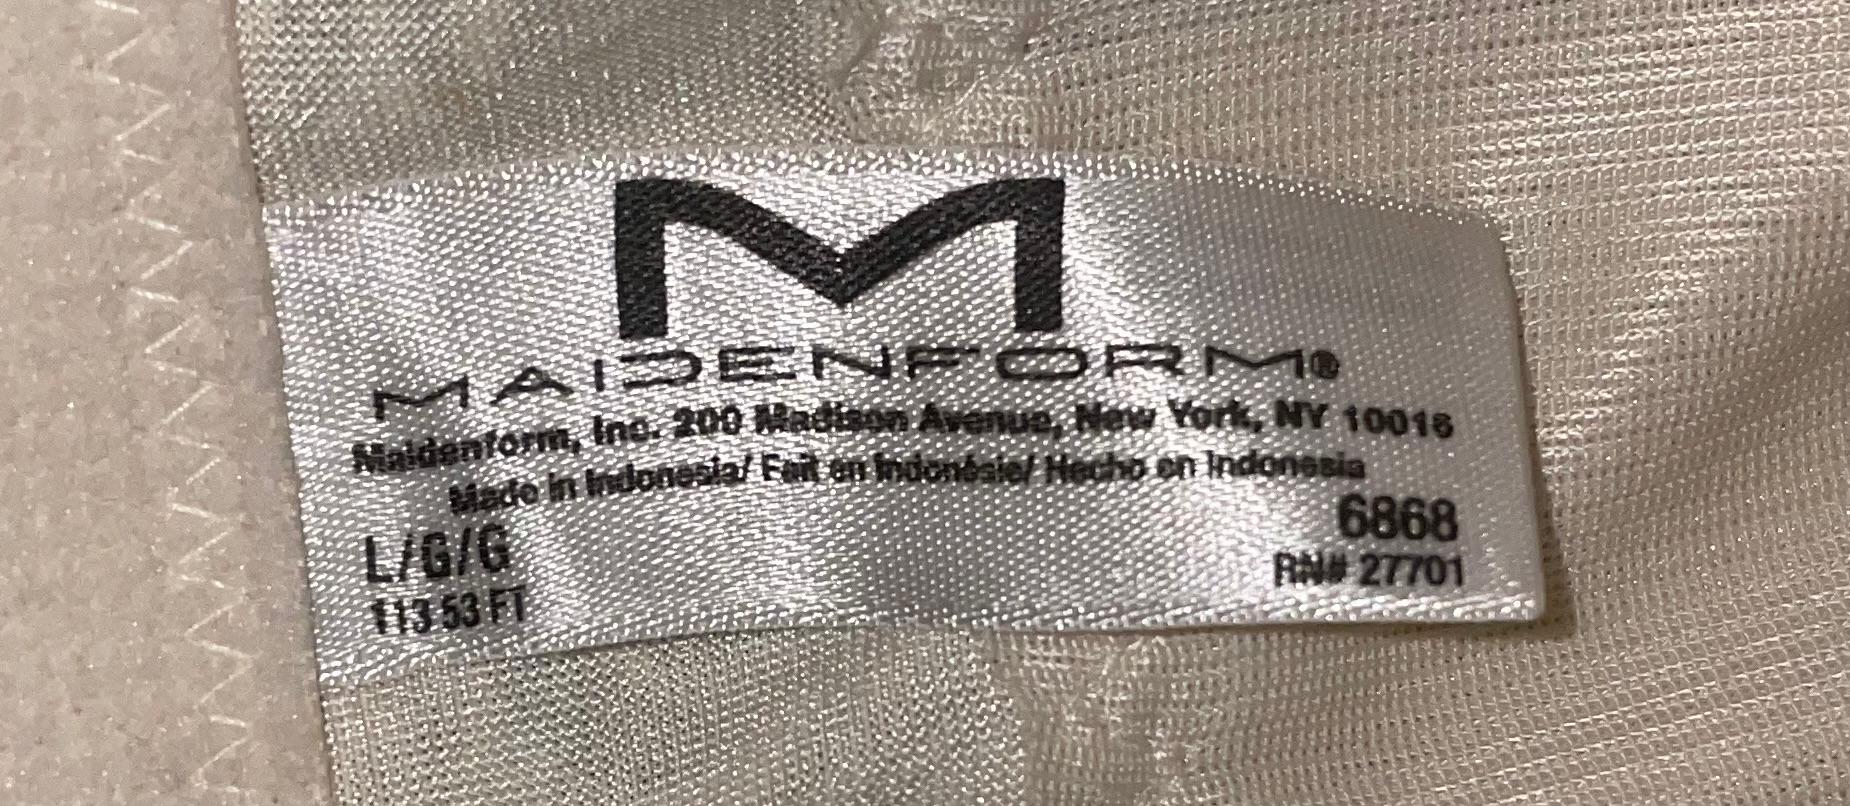 M
MAIDENFORM®
Maidenform, Inc. 200 Madison Avenue, New York, NY 10016
Made in Indonesia/ Fait en Indonésie/ Hecho en Indonesia
6868
L/G/G
RN# 27701
113 53 FT